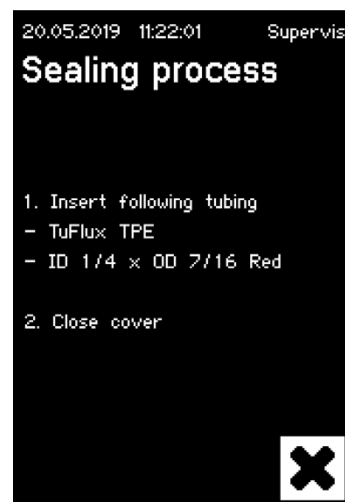 20.05.2019 11:22:01 Supervis
Sealing process
1. Insert following tubing
- TuFlux TPE
- ID 1/4 x OD 7/16 Red
2. Close cover